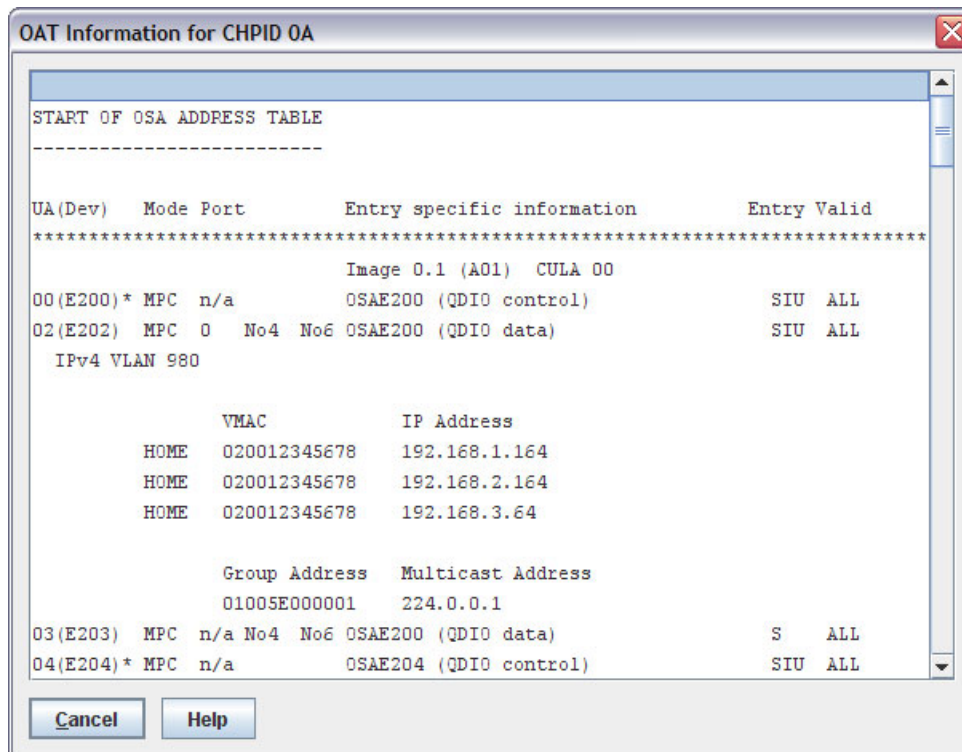 OAT Information for CHPID 0A
START OF OSA ADDRESS TABLE
--------------------------
UA(Dev) Mode Port Entry specific information Entry Valid
********************************************************************************
Image 0.1 (A01) CULA 00
00(E200)* MPC n/a OSAE200 (QDIO control) SIU ALL
02(E202) MPC 0 No4 No6 OSAE200 (QDIO data) SIU ALL
IPv4 VLAN 980
VMAC IP Address
HOME 020012345678 192.168.1.164
HOME 020012345678 192.168.2.164
HOME 020012345678 192.168.3.64
Group Address Multicast Address
01005E000001 224.0.0.1
03(E203) MPC n/a No4 No6 OSAE200 (QDIO data) S ALL
04(E204)* MPC n/a OSAE204 (QDIO control) SIU ALL
Cancel Help